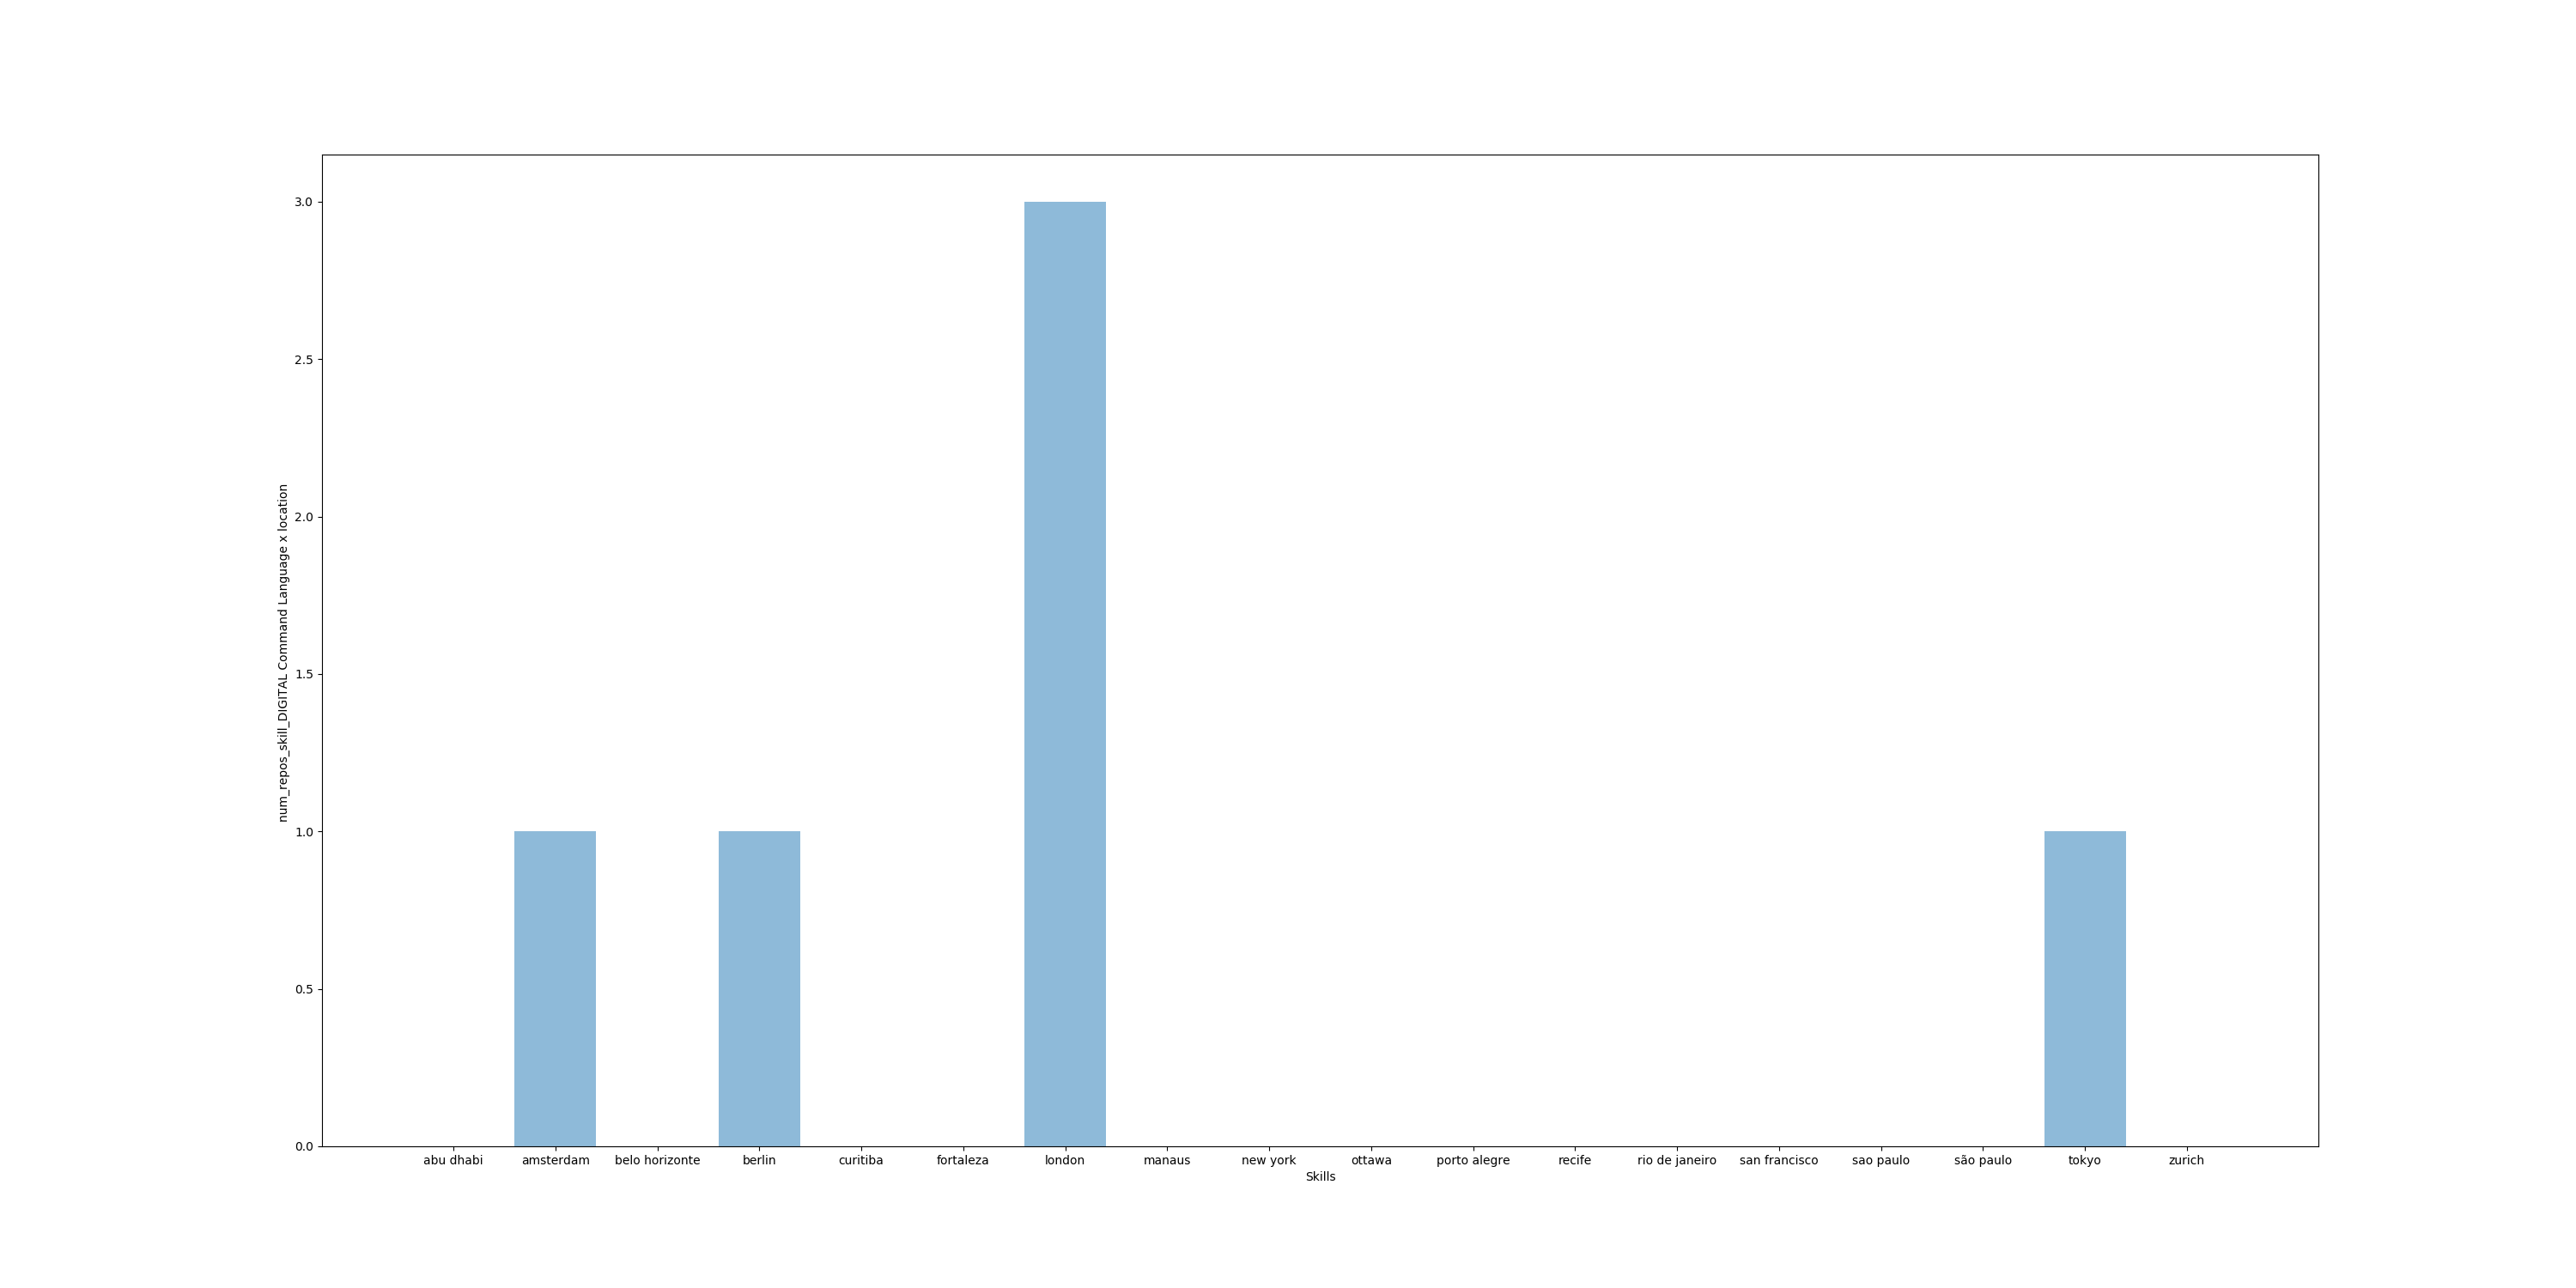 num_repos_skill_DIGITAL Command Language x location
3.0
2.5
2.0
1.5
1.0
0.5
0.0
abu dhabi amsterdam belo horizonte berlin curitiba fortaleza london manaus new york ottawa porto alegre recife rio de janeiro san francisco sao paulo são paulo tokyo zurich
Skills